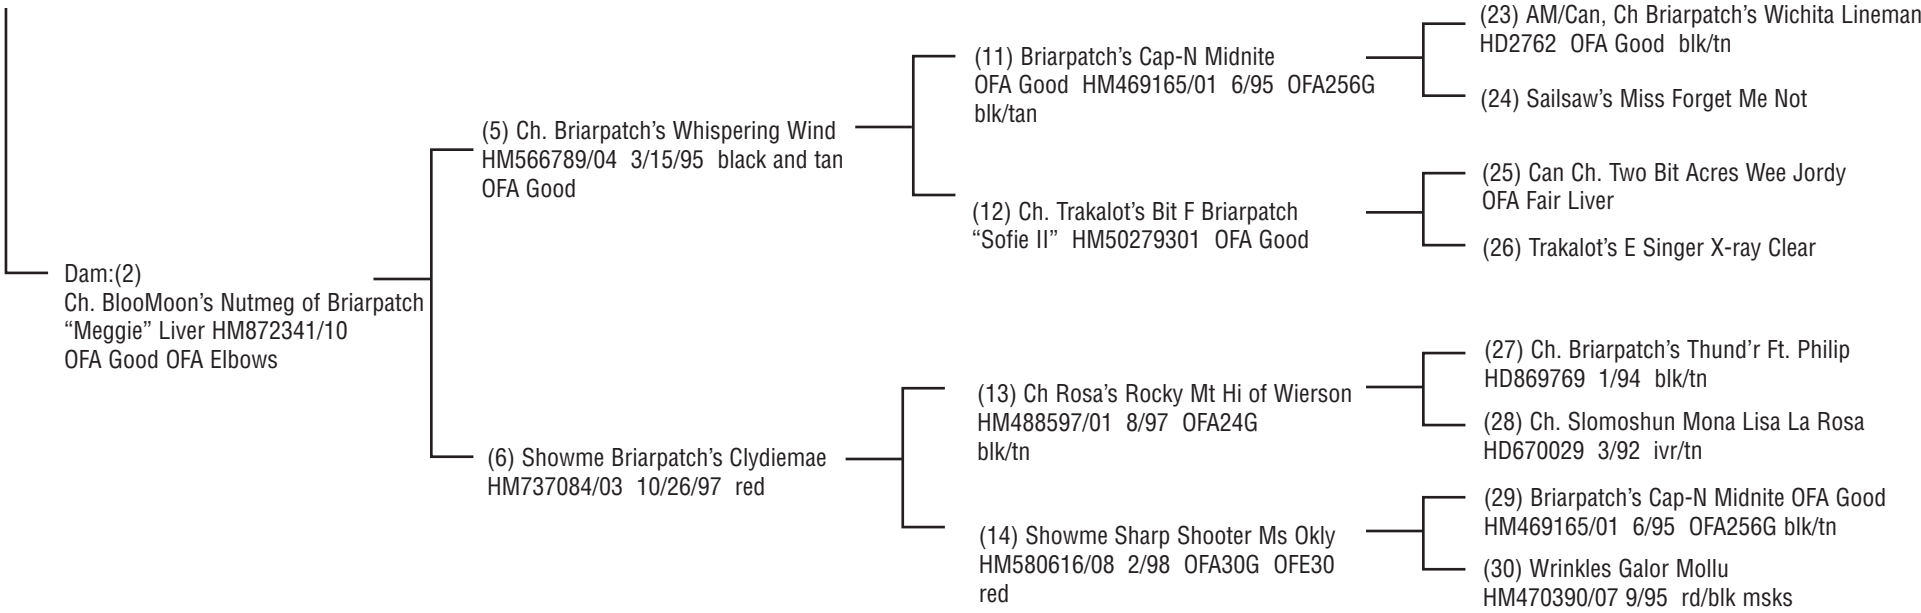 Dam:(2)
Ch. BlooMoon's Nutmeg of Briarpatch
“Meggie” Liver HM872341/10
OFA Good OFA Elbows
(5) Ch. Briarpatch's Whispering Wind
HM566789/04 3/15/95 black and tan
OFA Good
(6) Showme Briarpatch's Clydiemae
HM737084/03 10/26/97 red
(11) Briarpatch's Cap-N Midnite
OFA Good HM469165/01 6/95 OFA256G
blk/tan
(12) Ch. Trakalot's Bit F Briarpatch
“Sofie II” HM50279301 OFA Good
(13) Ch Rosa's Rocky Mt Hi of Wierson
HM488597/01 8/97 OFA24G
blk/tn
(14) Showme Sharp Shooter Ms Okly
HM580616/08 2/98 OFA30G OFE30
red
(23) AM/Can, Ch Briarpatch's Wichita Lineman
HD2762 OFA Good blk/tn
(24) Sailsaw's Miss Forget Me Not
(25) Can Ch. Two Bit Acres Wee Jordy
OFA Fair Liver
(26) Trakalot's E Singer X-ray Clear
(27) Ch. Briarpatch's Thund'r Ft. Philip
HD869769 1/94 blk/tn
(28) Ch. Slomoshun Mona Lisa La Rosa
HD670029 3/92 ivr/tn
(29) Briarpatch's Cap-N Midnite OFA Good
HM469165/01 6/95 OFA256G blk/tn
(30) Wrinkles Galor Mollu
HM470390/07 9/95 rd/blk msks